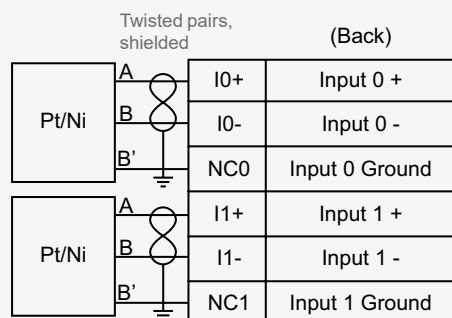 Twisted pairs,
shielded
(Back)
A I0+ Input 0 +
Pt/Ni B I0- Input 0 -
B’ NC0 Input 0 Ground
A I1+ Input 1 +
Pt/Ni B I1- Input 1 -
B’ NC1 Input 1 Ground